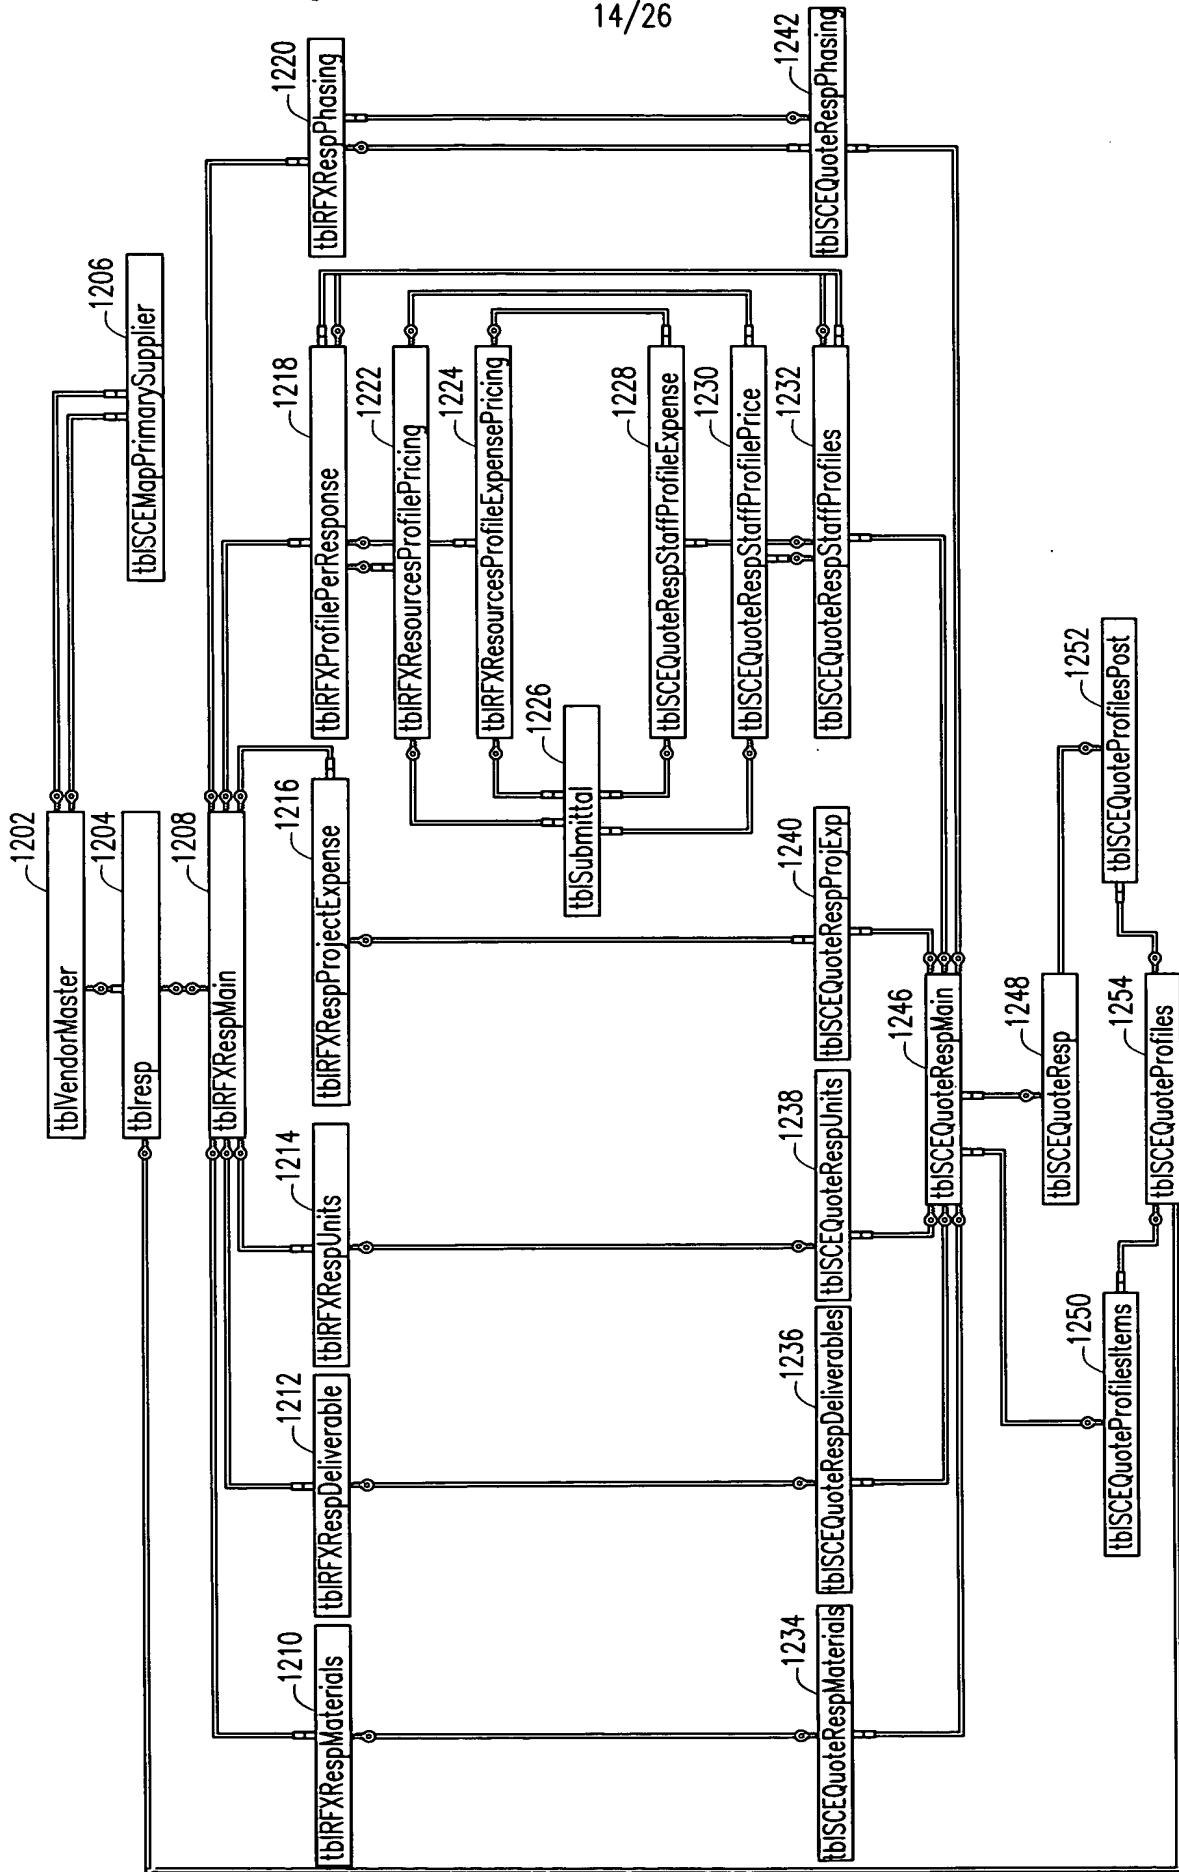 14/26
1202
tblVendorMaster
1204
tblresp
1206
tblSCEMapPrimarySupplier
1208
tblRFXRespMain
1210
tblRFXRespMaterials
1212
tblRFXRespDeliverable
1214
tblRFXRespUnits
1216
tblRFXRespProjectExpense
1218
tblRFXProfilePerResponse
1220
tblRFXRespPhasing
1222
tblRFXResourcesProfilePricing
1224
tblRFXResourcesProfileExpensePricing
1226
tblSubmittal
1228
tblSCEQuoteRespStaffProfileExpense
1230
tblSCEQuoteRespStaffProfilePrice
1232
tblSCEQuoteRespStaffProfiles
1234
tblSCEQuoteRespMaterials
1236
tblSCEQuoteRespDeliverables
1238
tblSCEQuoteRespUnits
1240
tblSCEQuoteRespProjExp
1242
tblSCEQuoteRespPhasing
1246
tblSCEQuoteRespMain
1248
tblSCEQuoteResp
1250
tblSCEQuoteProfilesItems
1252
tblSCEQuoteProfilesPost
1254
tblSCEQuoteProfiles